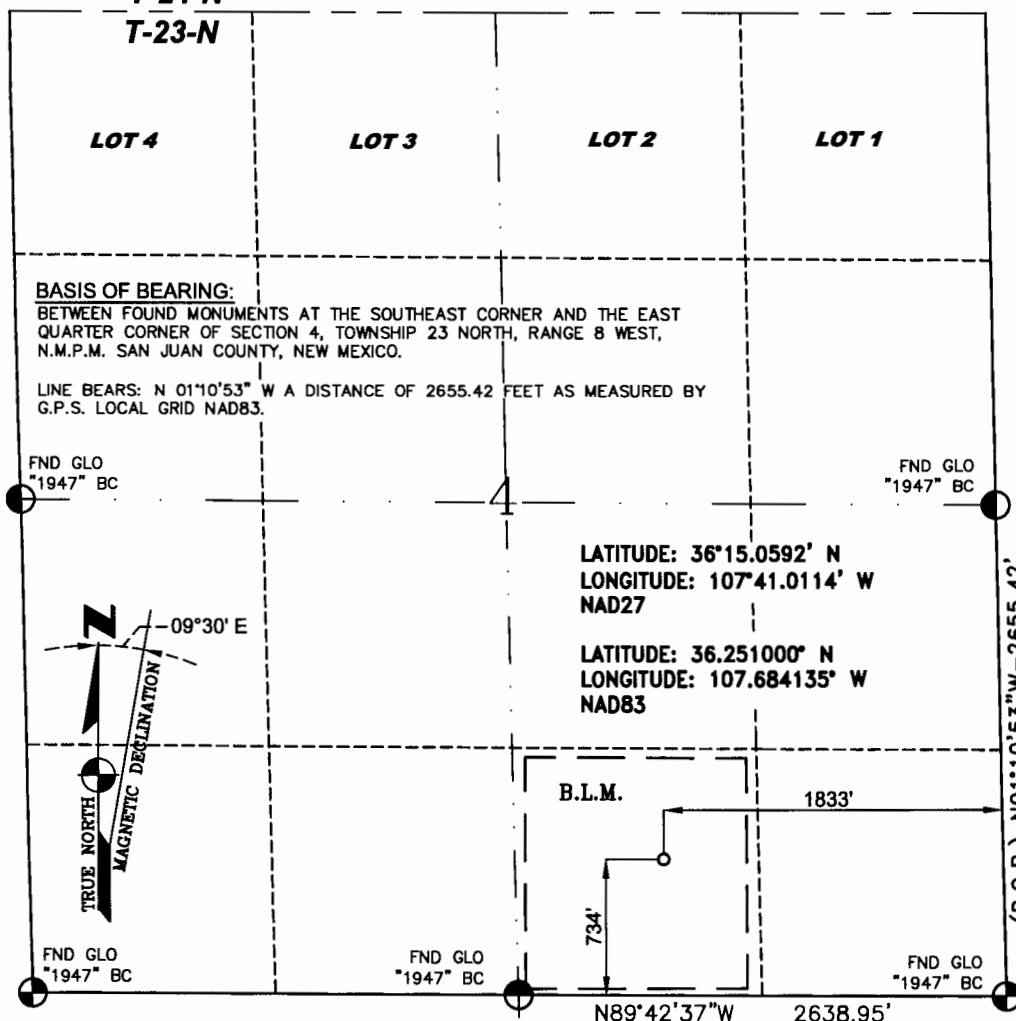 T-23-N
LOT 4
LOT 3
LOT 2
LOT 1
BASIS OF BEARING:
BETWEEN FOUND MONUMENTS AT THE SOUTHEAST CORNER AND THE EAST
QUARTER CORNER OF SECTION 4, TOWNSHIP 23 NORTH, RANGE 8 WEST,
N.M.P.M. SAN JUAN COUNTY, NEW MEXICO.
LINE BEARS: N 01°10'53" W A DISTANCE OF 2655.42 FEET AS MEASURED BY
G.P.S. LOCAL GRID NAD83.
FND GLO
"1947" BC
4
FND GLO
"1947" BC
LATITUDE: 36°15.0592' N
LONGITUDE: 107°41.0114' W
NAD27
LATITUDE: 36.251000° N
LONGITUDE: 107.684135° W
NAD83
N
09°30' E
TRUE NORTH
MAGNETIC DECLINATION
B.L.M.
1833'
734'
N01°10'53"W 2655.42'
FND GLO
"1947" BC
FND GLO
"1947" BC
FND GLO
"1947" BC
N89°42'37"W 2638.95'